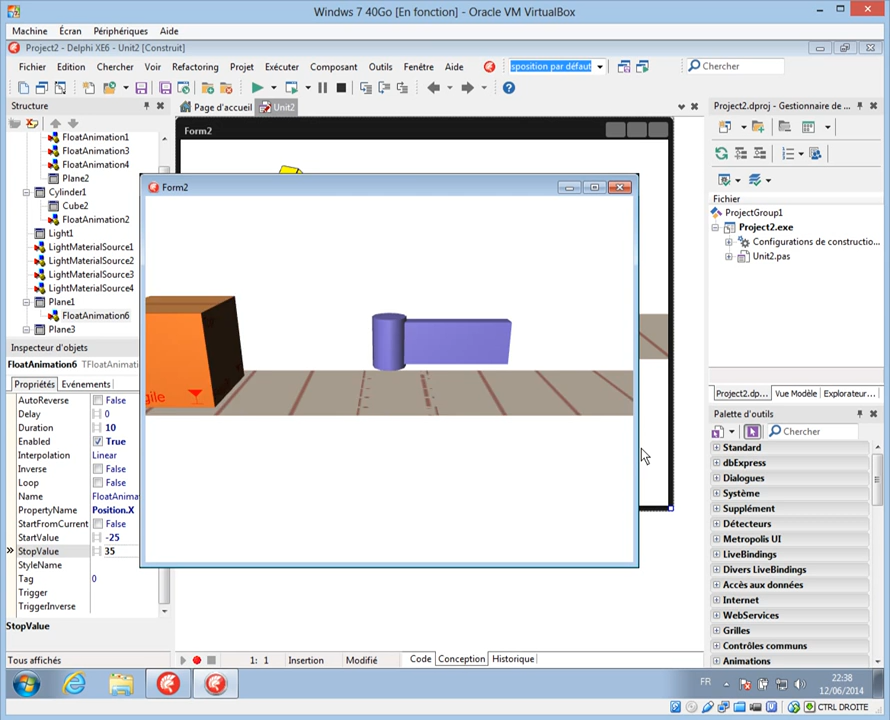 Windws 7 40Go [En fonction] - Oracle VM VirtualBox
Machine Écran Périphériques Aide
Project2 - Delphi XE6 - Unit2 [Construit]
Fichier Edition Chercher Voir Refactoring Projet Exécuter Composant Outils Fenêtre Aide sposition par défaut Chercher
Structure
Page d'accueil Unit2
Project2.dproj - Gestionnaire de ...
FloatAnimation1
FloatAnimation3
FloatAnimation4
Plane2
Cylinder1
Cube2
FloatAnimation2
Light1
LightMaterialSource1
LightMaterialSource2
LightMaterialSource3
LightMaterialSource4
Plane1
FloatAnimation6
Plane3
Form2
Form2
gile
Fichier
ProjectGroup1
Project2.exe
Configurations de constructio...
Unit2.pas
Inspecteur d'objets
FloatAnimation6 TFloatAnimati
Propriétés Evénements
AutoReverse False
Delay 0
Duration 10
Enabled True
Interpolation Linear
Inverse False
Loop False
Name FloatAnima
PropertyName Position.X
StartFromCurrent False
StartValue -25
StopValue 35
StyleName
Tag 0
Trigger
TriggerInverse
StopValue
Tous affichés
Project2.dp... Vue Modèle Explorateur...
Palette d'outils
Chercher
Standard
dbExpress
Dialogues
Système
Supplément
Détecteurs
Metropolis UI
LiveBindings
Divers LiveBindings
Accès aux données
Internet
WebServices
Grilles
Contrôles communs
Animations
1: 1 Insertion Modifié Code Conception Historique
FR
22:38
12/06/2014
CTRL DROITE